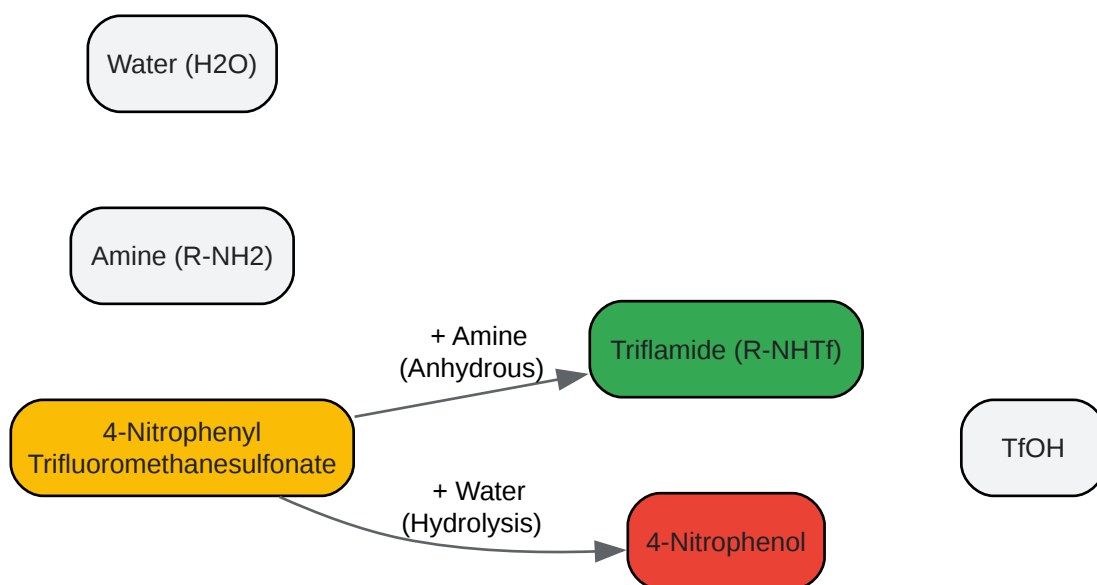 Water (H2O)
Amine (R-NH2)
+ Amine
(Anhydrous)
Triflamide (R-NHTf)
4-Nitrophenyl
Trifluoromethanesulfonate
TfOH
+ Water
(Hydrolysis)
4-Nitrophenol